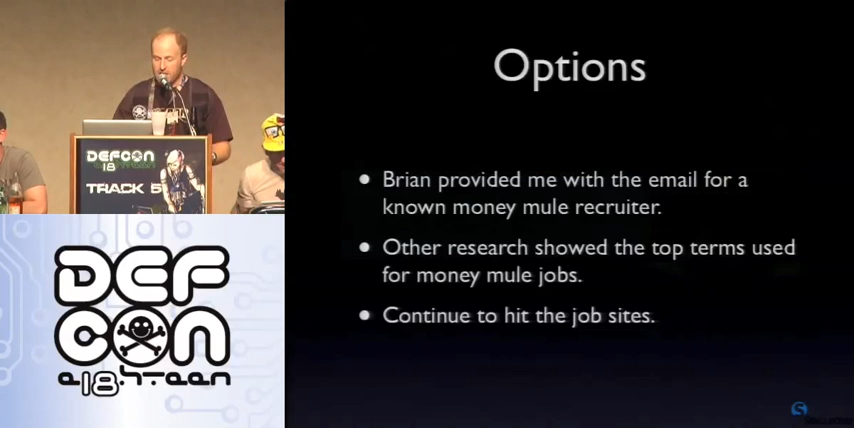 Options
DEFCON
18
TRACK 5
Brian provided me with the email for a
known money mule recruiter.
Other research showed the top terms used
for money mule jobs.
Continue to hit the job sites.
DEF
CON